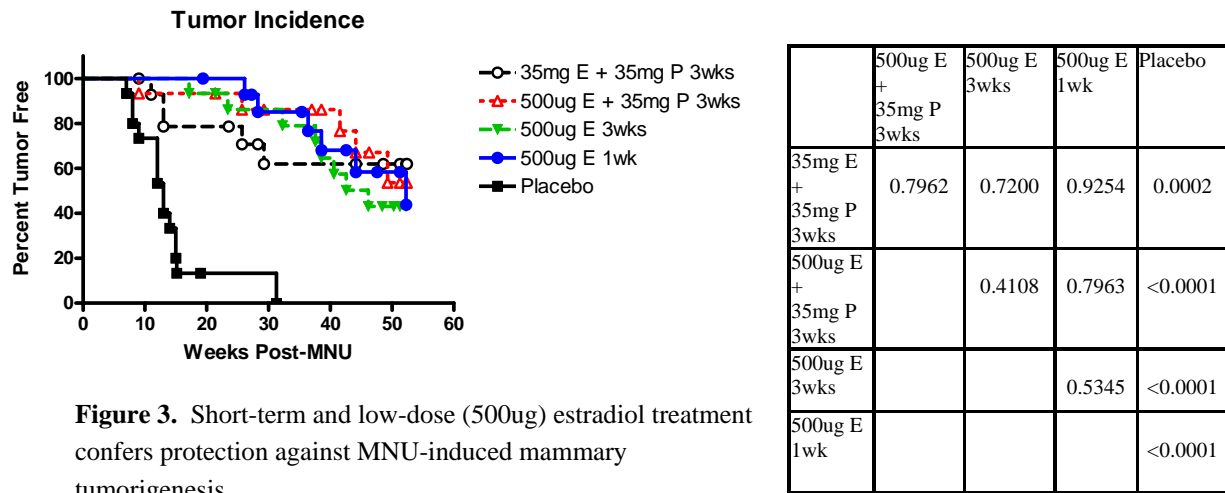 Tumor Incidence
Percent Tumor Free
100
80
60
40
20
0
0 10 20 30 40 50 60
Weeks Post-MNU
35mg E + 35mg P 3wks
500ug E + 35mg P 3wks
500ug E 3wks
500ug E 1wk
Placebo
Figure 3. Short-term and low-dose (500ug) estradiol treatment
confers protection against MNU-induced mammary
tumorigenesis
500ug E + 35mg P 3wks 500ug E 3wks 500ug E 1wk Placebo
35mg E + 35mg P 3wks 0.7962 0.7200 0.9254 0.0002
500ug E + 35mg P 3wks 0.4108 0.7963 <0.0001
500ug E 3wks 0.5345 <0.0001
500ug E 1wk <0.0001